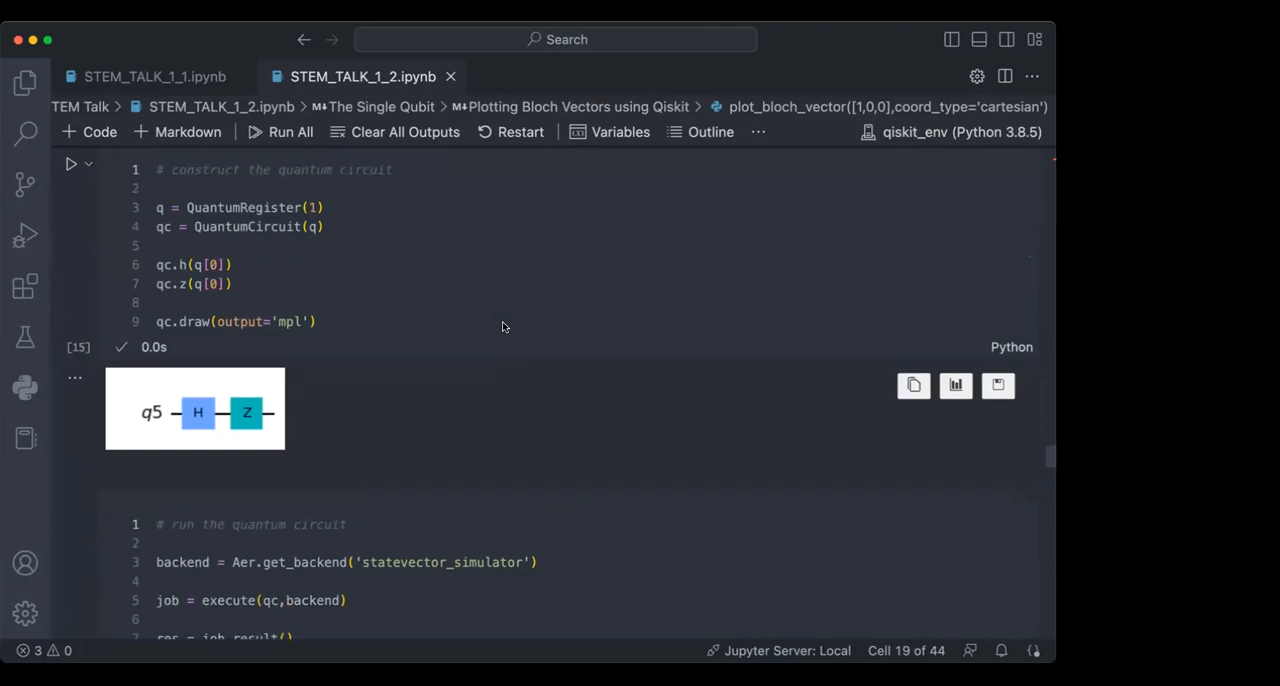 Search
STEM_TALK_1_1.ipynb STEM_TALK_1_2.ipynb
TEM Talk > STEM_TALK_1_2.ipynb > M↓The Single Qubit > M↓Plotting Bloch Vectors using Qiskit > plot_bloch_vector([1,0,0],coord_type='cartesian')
+ Code + Markdown Run All Clear All Outputs Restart Variables Outline ... qiskit_env (Python 3.8.5)
1 # construct the quantum circuit
2
3 q = QuantumRegister(1)
4 qc = QuantumCircuit(q)
5
6 qc.h(q[0])
7 qc.z(q[0])
8
9 qc.draw(output='mpl')
[15] 0.0s Python
...
q5 H Z
1 # run the quantum circuit
2
3 backend = Aer.get_backend('statevector_simulator')
4
5 job = execute(qc,backend)
6
7 res = job.result()
3 0 Jupyter Server: Local Cell 19 of 44